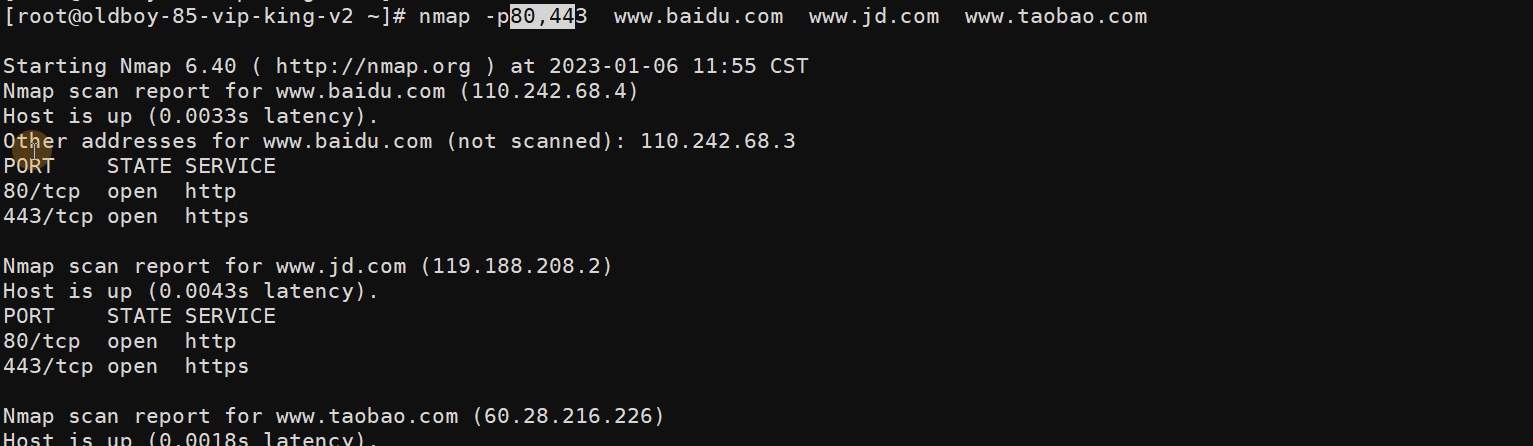 [root@oldboy-85-vip-king-v2 ~]# nmap -p80,443  www.baidu.com  www.jd.com  www.taobao.com
Starting Nmap 6.40 ( http://nmap.org ) at 2023-01-06 11:55 CST
Nmap scan report for www.baidu.com (110.242.68.4)
Host is up (0.0033s latency).
Other addresses for www.baidu.com (not scanned): 110.242.68.3
PORT    STATE SERVICE
80/tcp  open  http
443/tcp open  https
Nmap scan report for www.jd.com (119.188.208.2)
Host is up (0.0043s latency).
PORT    STATE SERVICE
80/tcp  open  http
443/tcp open  https
Nmap scan report for www.taobao.com (60.28.216.226)
Host is up (0.0018s latency).